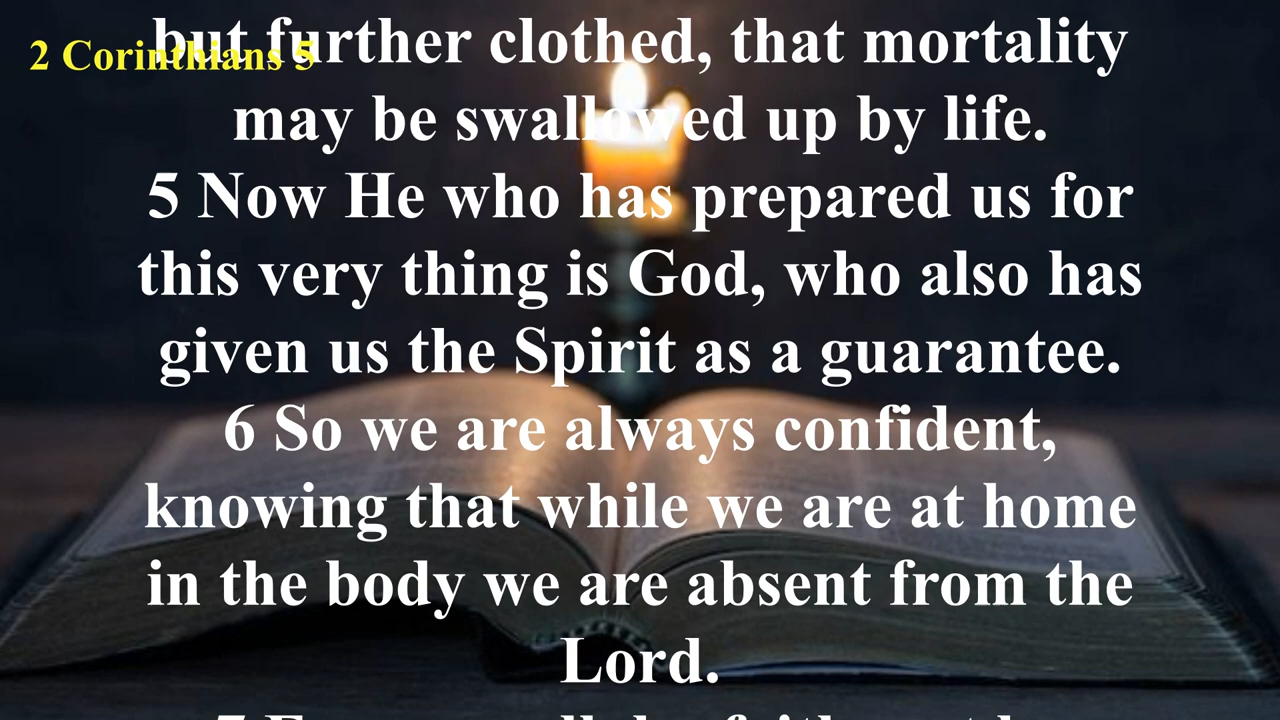 2 Corinthians 5
but further clothed, that mortality
may be swallowed up by life.
5 Now He who has prepared us for
this very thing is God, who also has
given us the Spirit as a guarantee.
6 So we are always confident,
knowing that while we are at home
in the body we are absent from the
Lord.